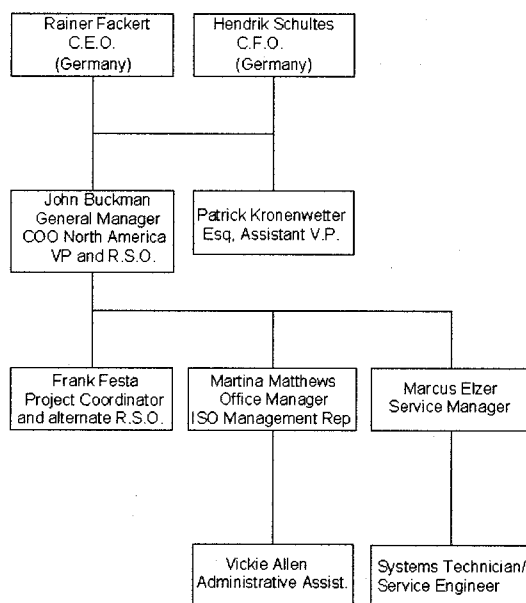 Rainer Fackert
C.E.O.
(Germany)
Hendrik Schultes
C.F.O.
(Germany)
John Buckman
General Manager
COO North America
VP and R.S.O.
Patrick Kronenwetter
Esq, Assistant V.P.
Frank Festa
Project Coordinator
and alternate R.S.O.
Martina Matthews
Office Manager
ISO Management Rep
Marcus Elzer
Service Manager
Vickie Allen
Administrative Assist.
Systems Technician/
Service Engineer